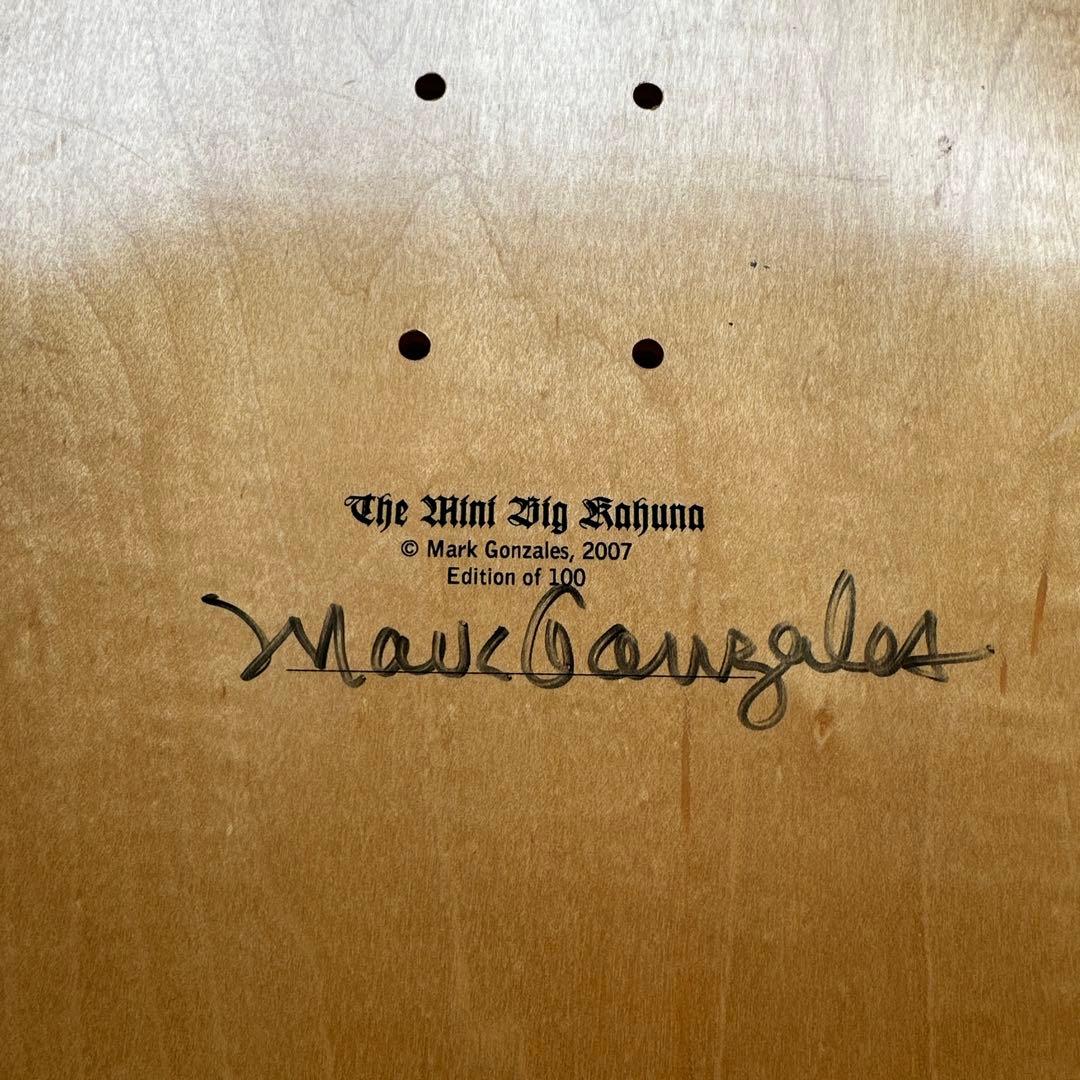 The Mini Big Kahuna
© Mark Gonzales, 2007
Edition of 100
Mark Gonzales